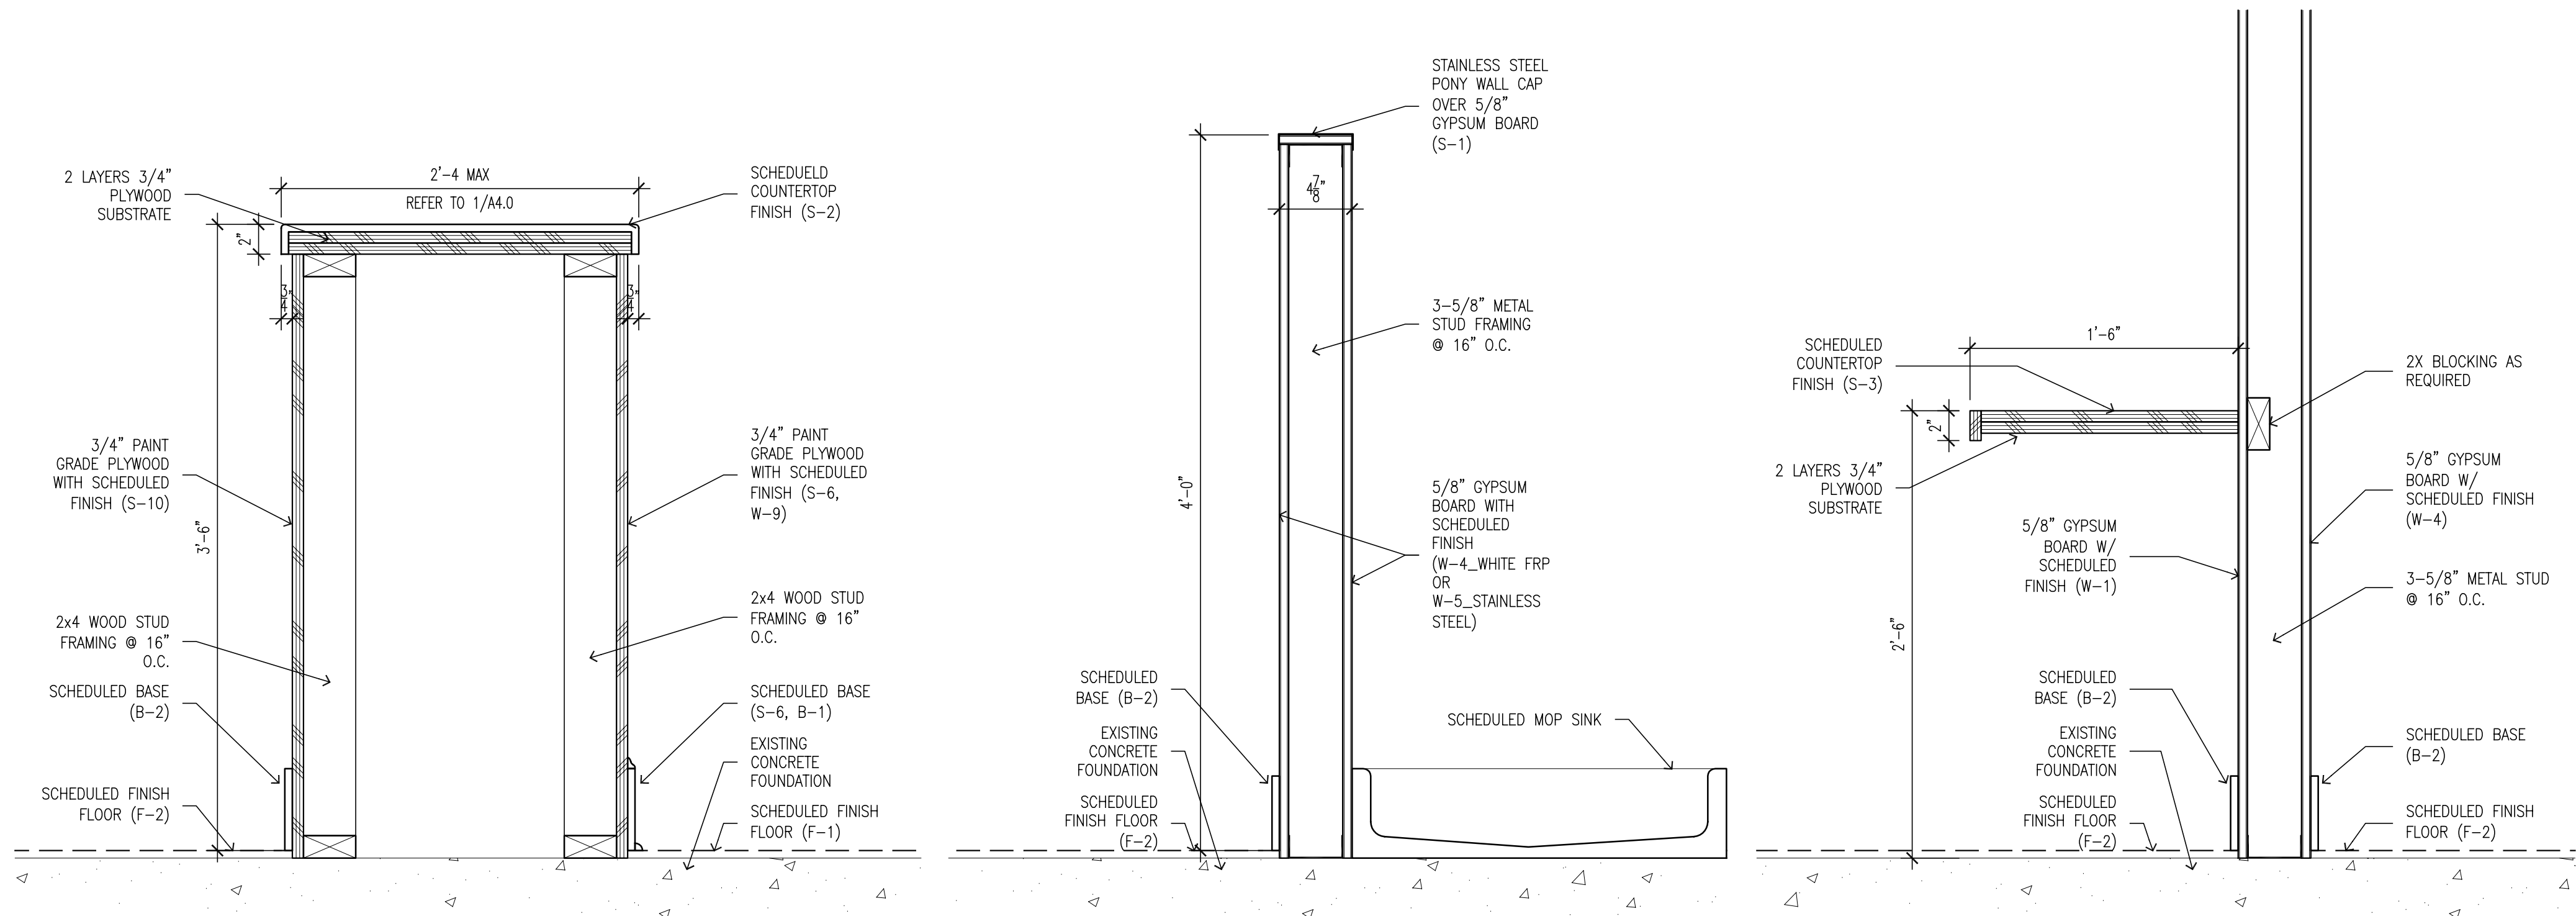 2 LAYERS 3/4"
PLYWOOD
SUBSTRATE
2'-4 MAX
REFER TO 1/A4.0
SCHEDUELD
COUNTERTOP
FINISH (S-2)
2"
3/4"
3/4"
3/4" PAINT
GRADE PLYWOOD
WITH SCHEDULED
FINISH (S-10)
3'-6"
3/4" PAINT
GRADE PLYWOOD
WITH SCHEDULED
FINISH (S-6,
W-9)
2x4 WOOD STUD
FRAMING @ 16"
O.C.
2x4 WOOD STUD
FRAMING @ 16"
O.C.
SCHEDULED BASE
(B-2)
SCHEDULED BASE
(S-6, B-1)
EXISTING
CONCRETE
FOUNDATION
SCHEDULED FINISH
FLOOR (F-2)
SCHEDULED FINISH
FLOOR (F-1)
STAINLESS STEEL
PONY WALL CAP
OVER 5/8"
GYPSUM BOARD
(S-1)
4 7/8"
3-5/8" METAL
STUD FRAMING
@ 16" O.C.
4'-0"
5/8" GYPSUM
BOARD WITH
SCHEDULED
FINISH
(W-4_WHITE FRP
OR
W-5_STAINLESS
STEEL)
SCHEDULED
BASE (B-2)
SCHEDULED MOP SINK
EXISTING
CONCRETE
FOUNDATION
SCHEDULED
FINISH FLOOR
(F-2)
1'-6"
SCHEDULED
COUNTERTOP
FINISH (S-3)
2X BLOCKING AS
REQUIRED
2"
2 LAYERS 3/4"
PLYWOOD
SUBSTRATE
5/8" GYPSUM
BOARD W/
SCHEDULED FINISH
(W-4)
5/8" GYPSUM
BOARD W/
SCHEDULED
FINISH (W-1)
3-5/8" METAL STUD
@ 16" O.C.
2'-6"
SCHEDULED
BASE (B-2)
EXISTING
CONCRETE
FOUNDATION
SCHEDULED BASE
(B-2)
SCHEDULED
FINISH FLOOR
(F-2)
SCHEDULED FINISH
FLOOR (F-2)